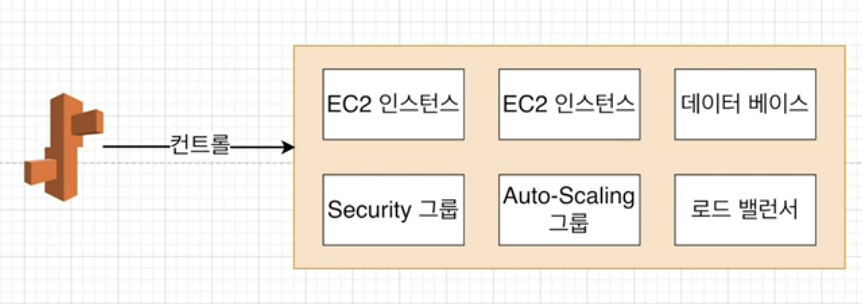 컨트롤
EC2 인스턴스
EC2 인스턴스
데이터 베이스
Security 그룹
Auto-Scaling
그룹
로드 밸런서